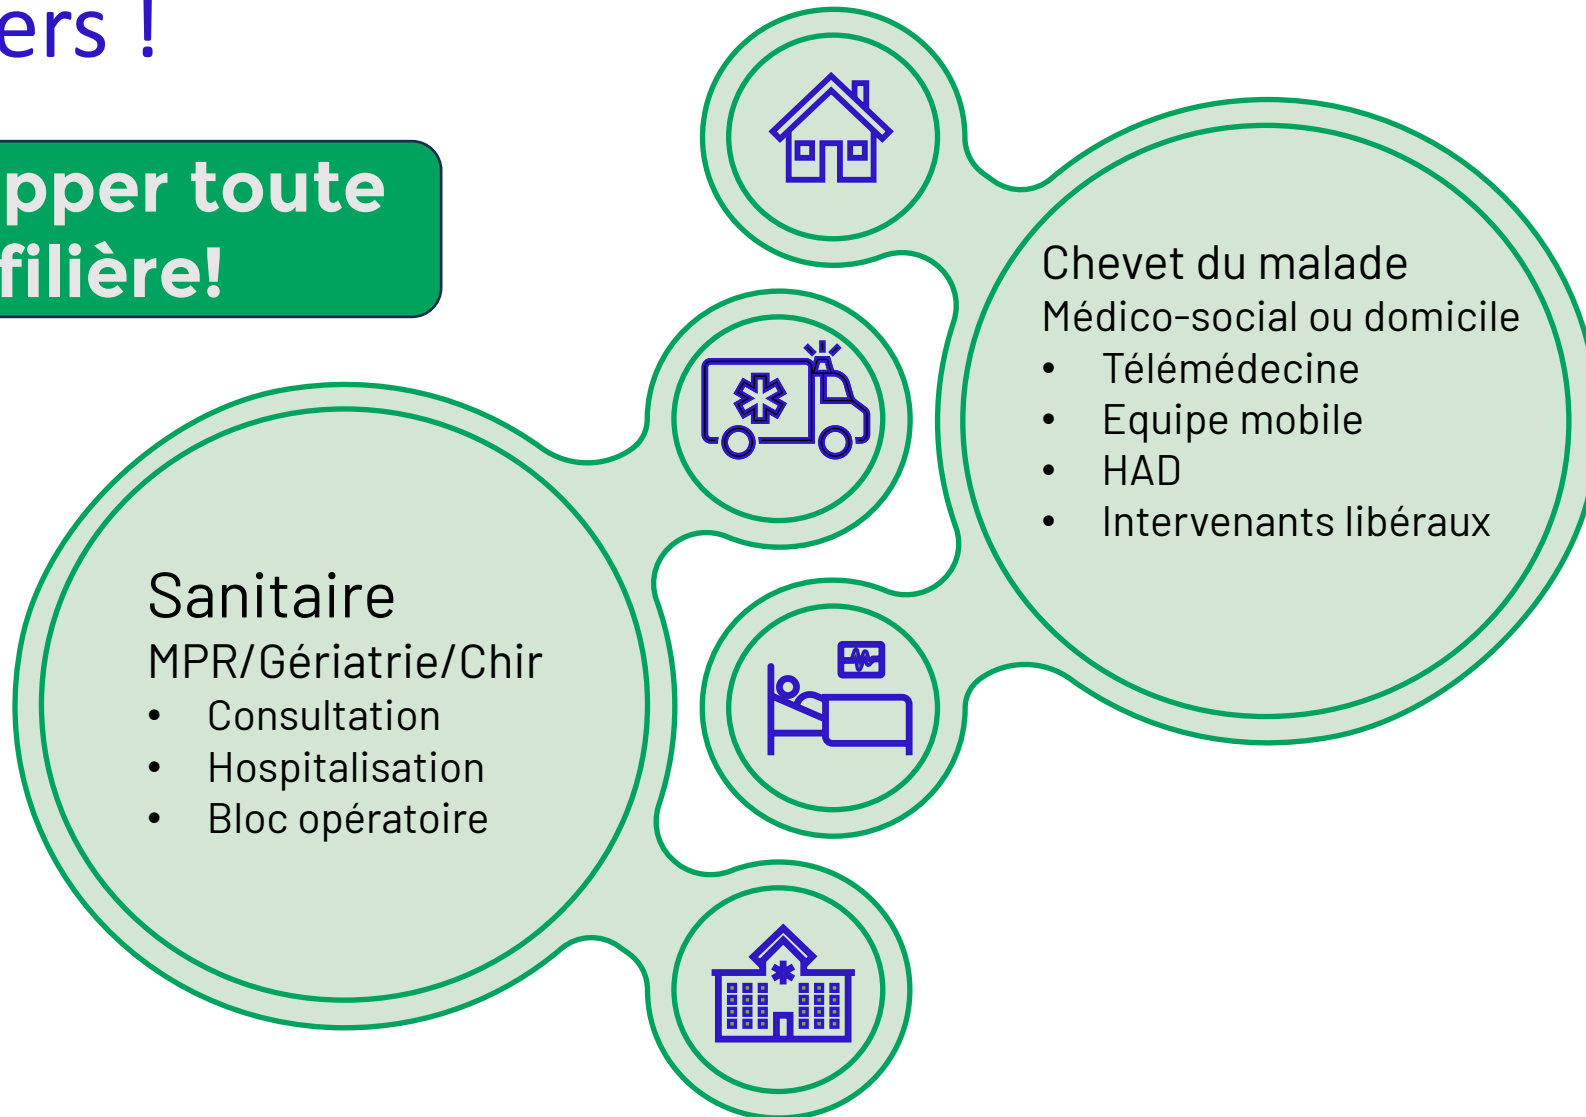 ers !
pper toute
filière!
Chevet du malade
Médico-social ou domicile
• Télémédecine
• Equipe mobile
• HAD
• Intervenants libéraux
Sanitaire
MPR/Gériatrie/Chir
• Consultation
• Hospitalisation
• Bloc opératoire